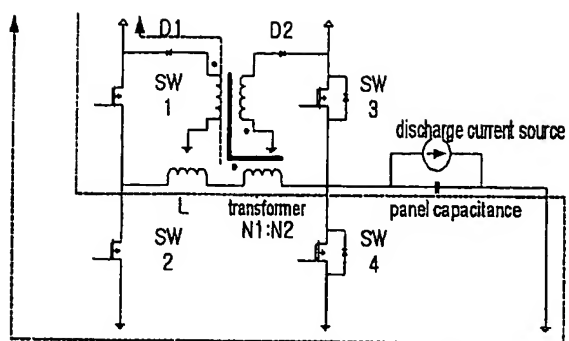 D1
D2
SW
1
SW
3
discharge current source
L
transformer
N1:N2
panel capacitance
SW
2
SW
4